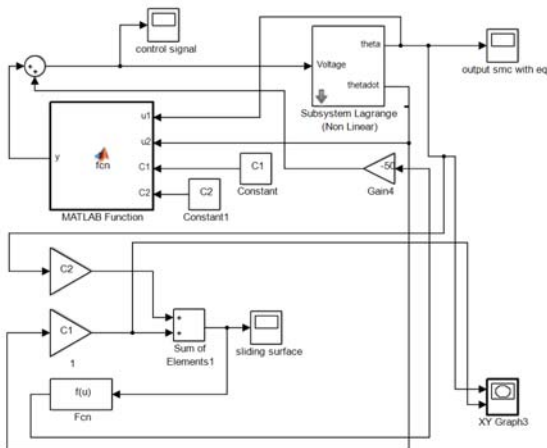 control signal
Voltage
theta
thetadot
Subsystem Lagrange
(Non Linear)
output smc with eq
u1
u2
C1
C2
y
fcn
MATLAB Function
C1
Constant
C2
Constant1
-50
Gain4
C2
C1
1
Sum of
Elements1
sliding surface
f(u)
Fcn
XY Graph3